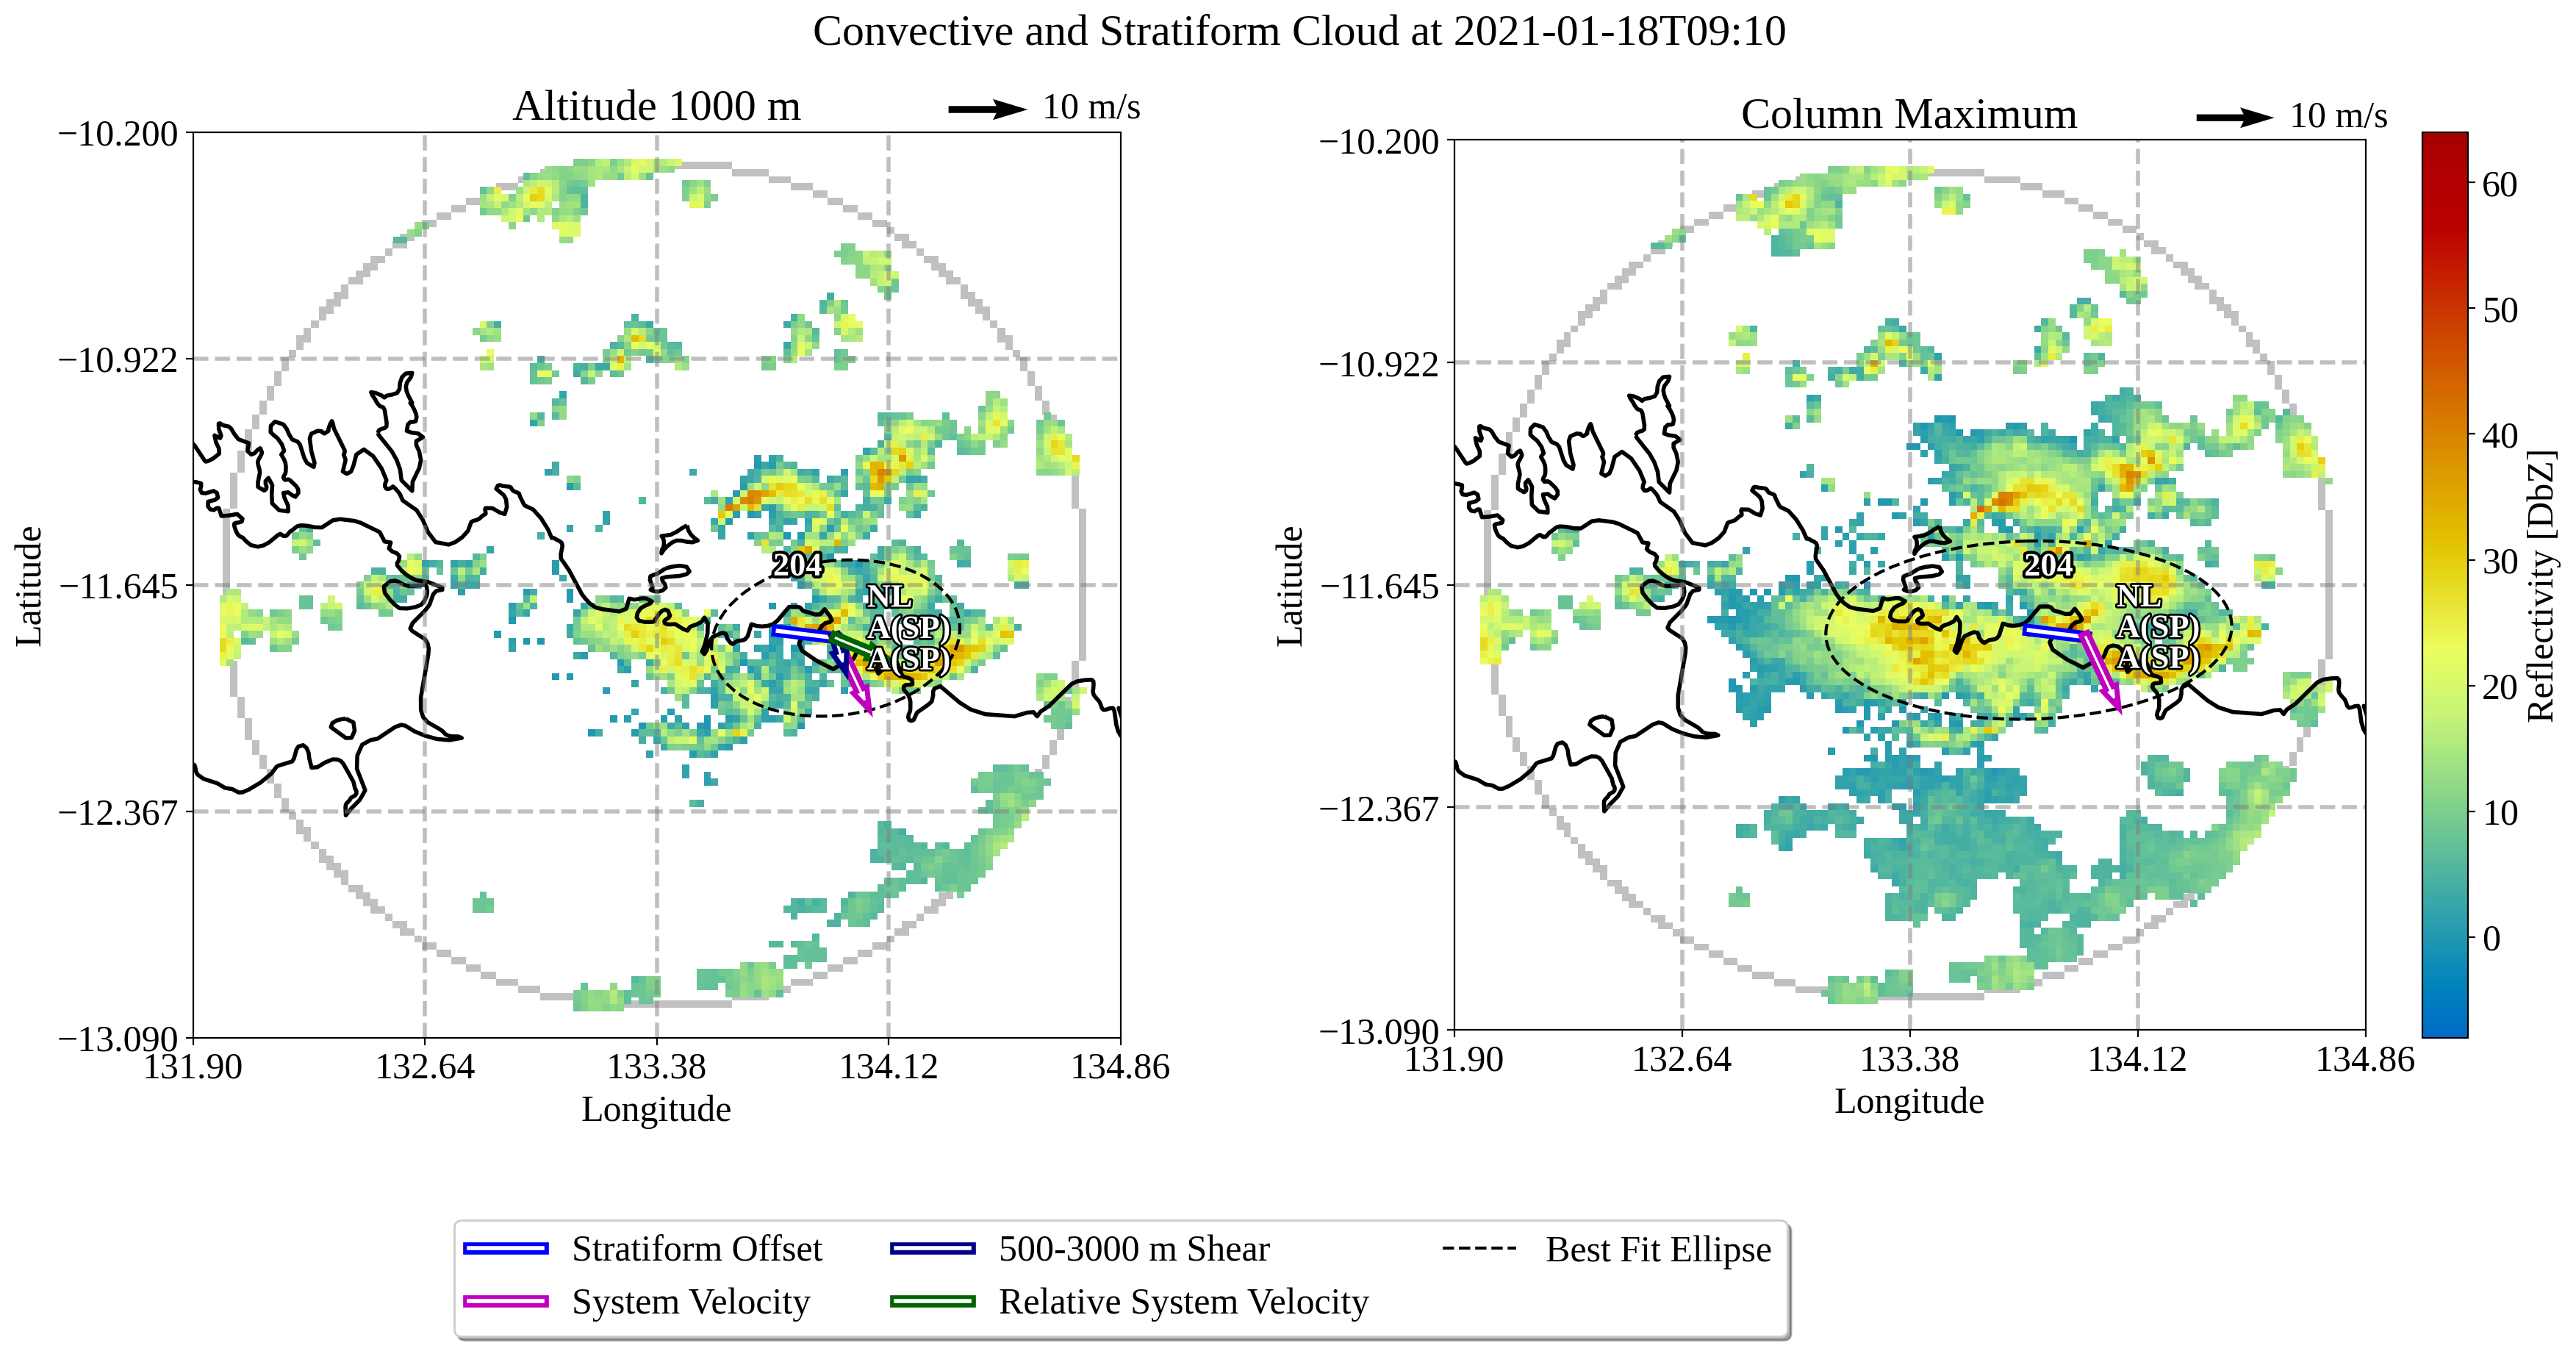 Convective and Stratiform Cloud at 2021-01-18T09:10
Altitude 1000 m
10 m/s
Column Maximum
10 m/s
−10.200
−10.922
−11.645
−12.367
−13.090
Latitude
131.90
132.64
133.38
134.12
134.86
Longitude
204
NL
A(SP)
A(SP)
−10.200
−10.922
−11.645
−12.367
−13.090
Latitude
131.90
132.64
133.38
134.12
134.86
Longitude
204
NL
A(SP)
A(SP)
60
50
40
30
20
10
0
Reflectivity [DbZ]
Stratiform Offset
System Velocity
500-3000 m Shear
Relative System Velocity
Best Fit Ellipse